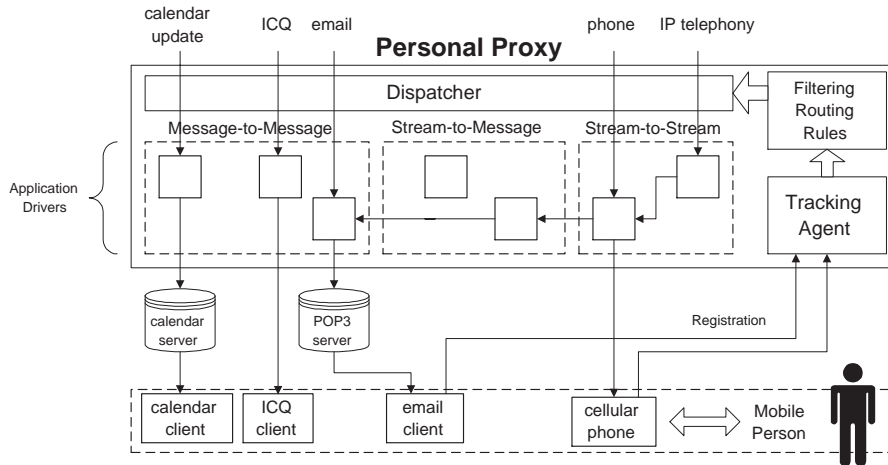 calendar
update
ICQ
email
phone
IP telephony
Personal Proxy
Dispatcher
Filtering
Routing
Rules
Message-to-Message
Stream-to-Message
Stream-to-Stream
Application
Drivers
Tracking
Agent
calendar
server
POP3
server
Registration
calendar
client
ICQ
client
email
client
cellular
phone
Mobile
Person